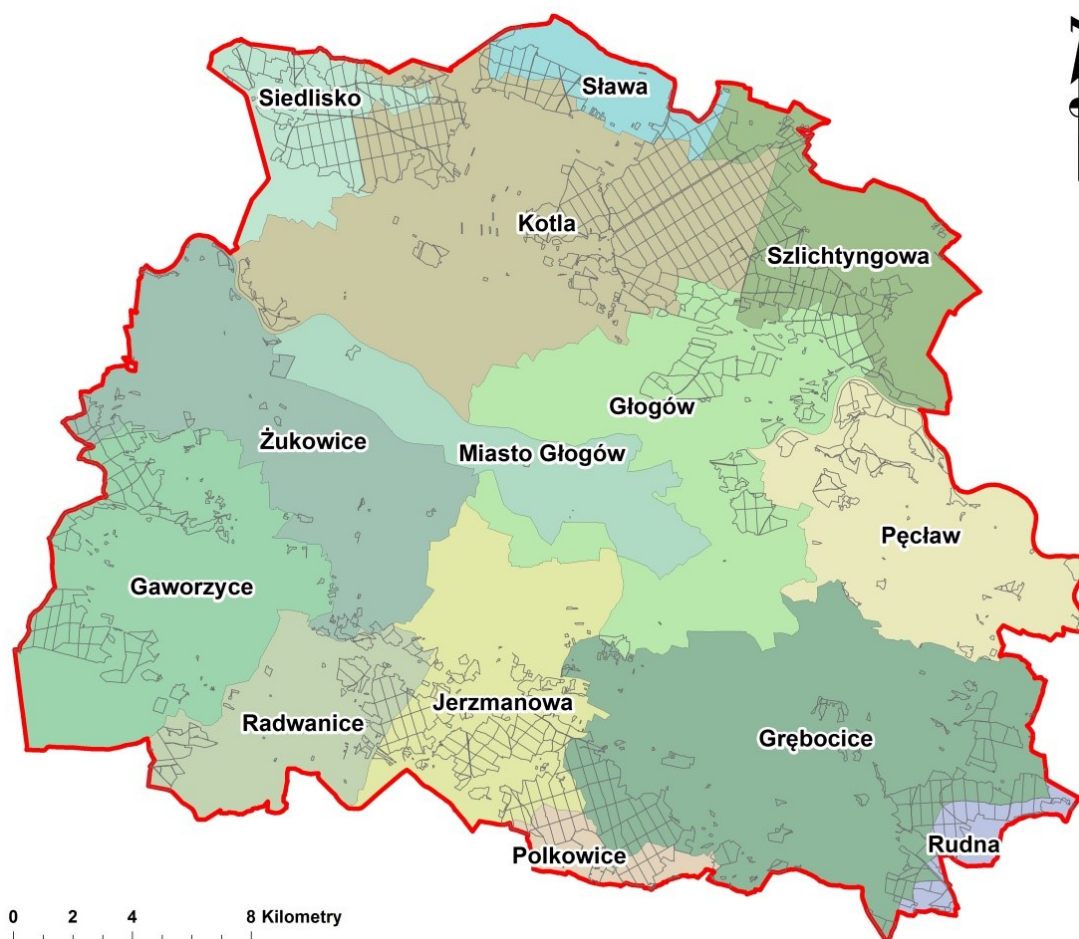 Sława
Siedlisko
Kotla
Szlichtyngowa
Głogów
Żukowice
Miasto Głogów
Pęcław
Gaworzyce
Jerzmanowa
Radwanice
Grębocice
Rudna
Polkowice
0 2 4 8 Kilometry